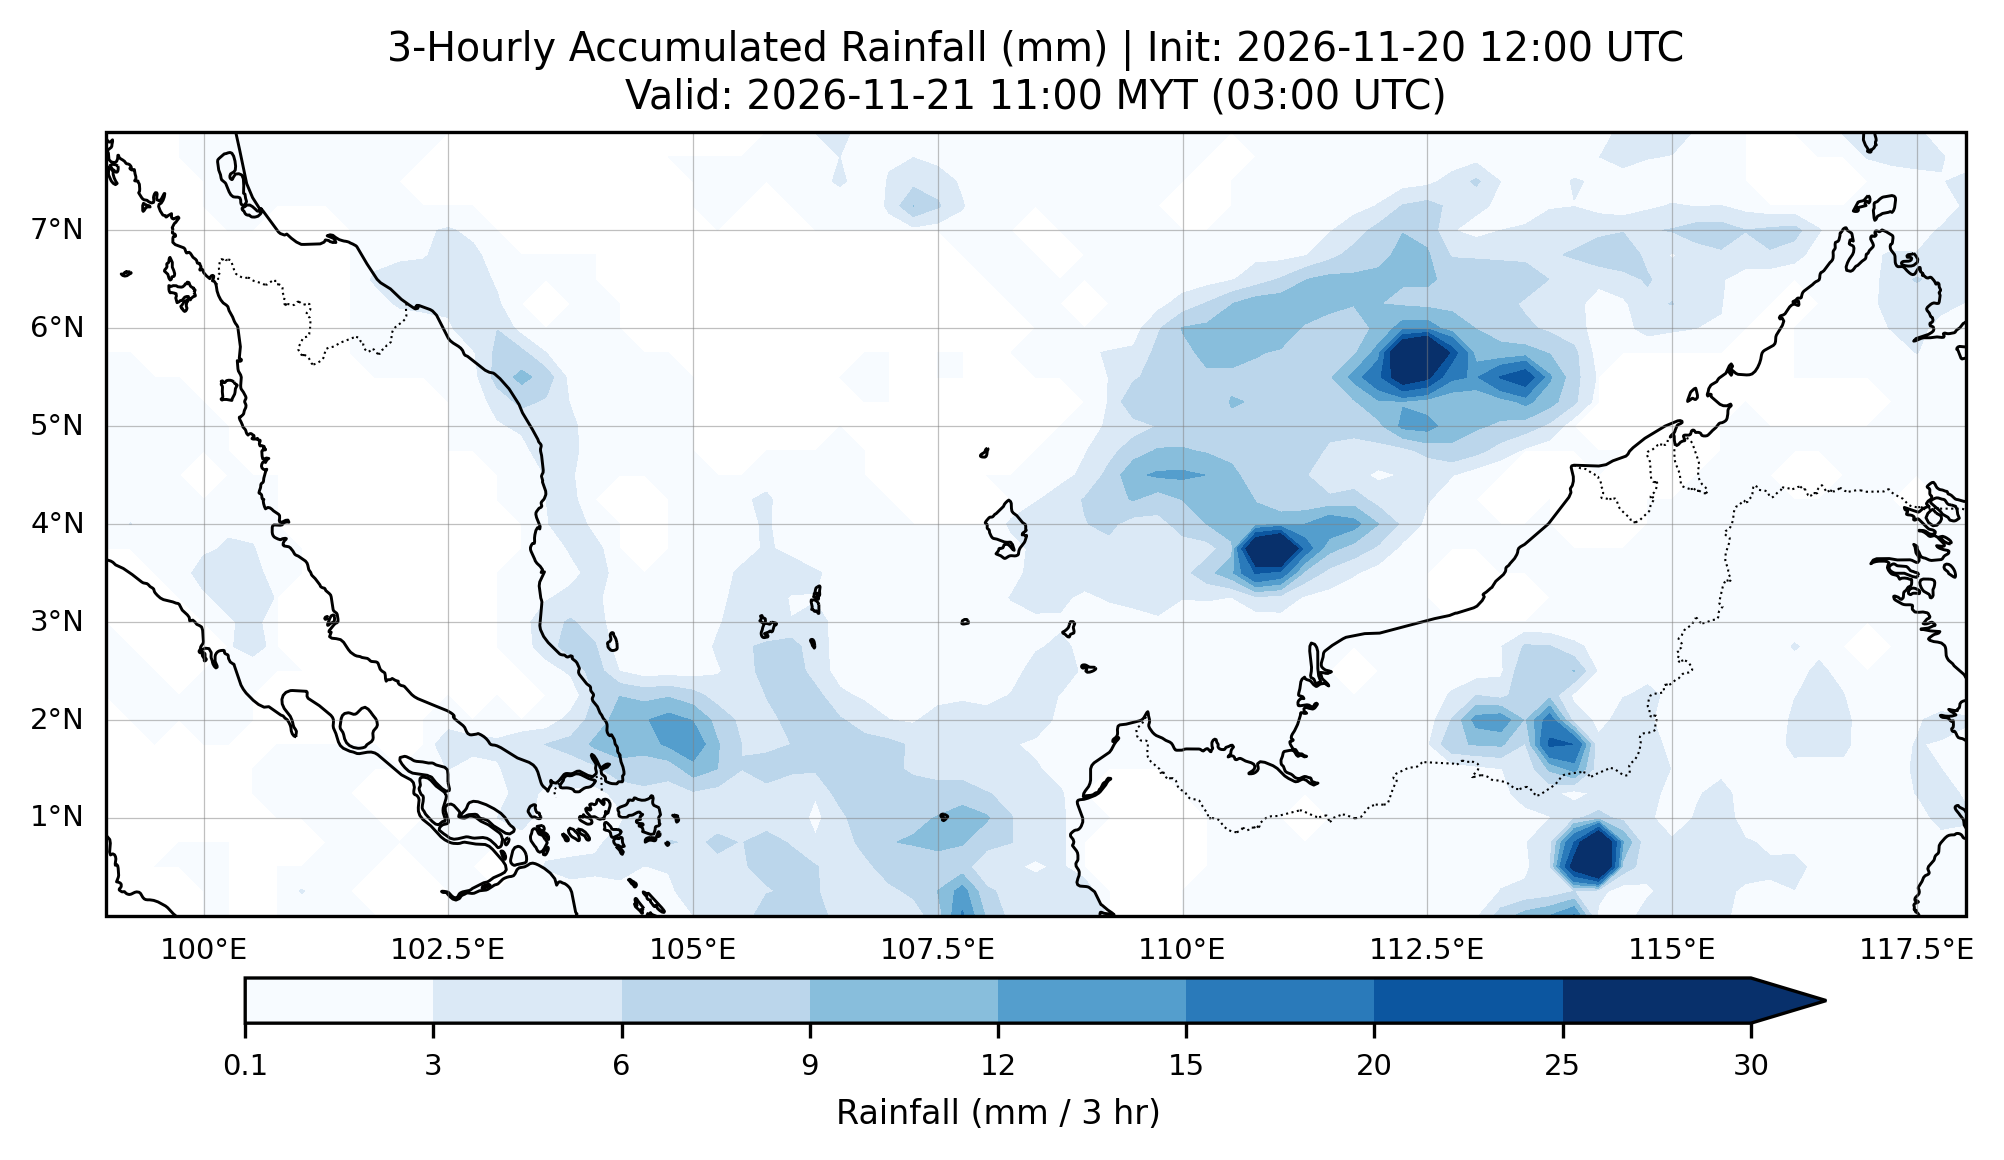 3-Hourly Accumulated Rainfall (mm) | Init: 2026-11-20 12:00 UTC
Valid: 2026-11-21 11:00 MYT (03:00 UTC)
7°N
6°N
5°N
4°N
3°N
2°N
1°N
100°E 102.5°E 105°E 107.5°E 110°E 112.5°E 115°E 117.5°E
0.1 3 6 9 12 15 20 25 30
Rainfall (mm / 3 hr)